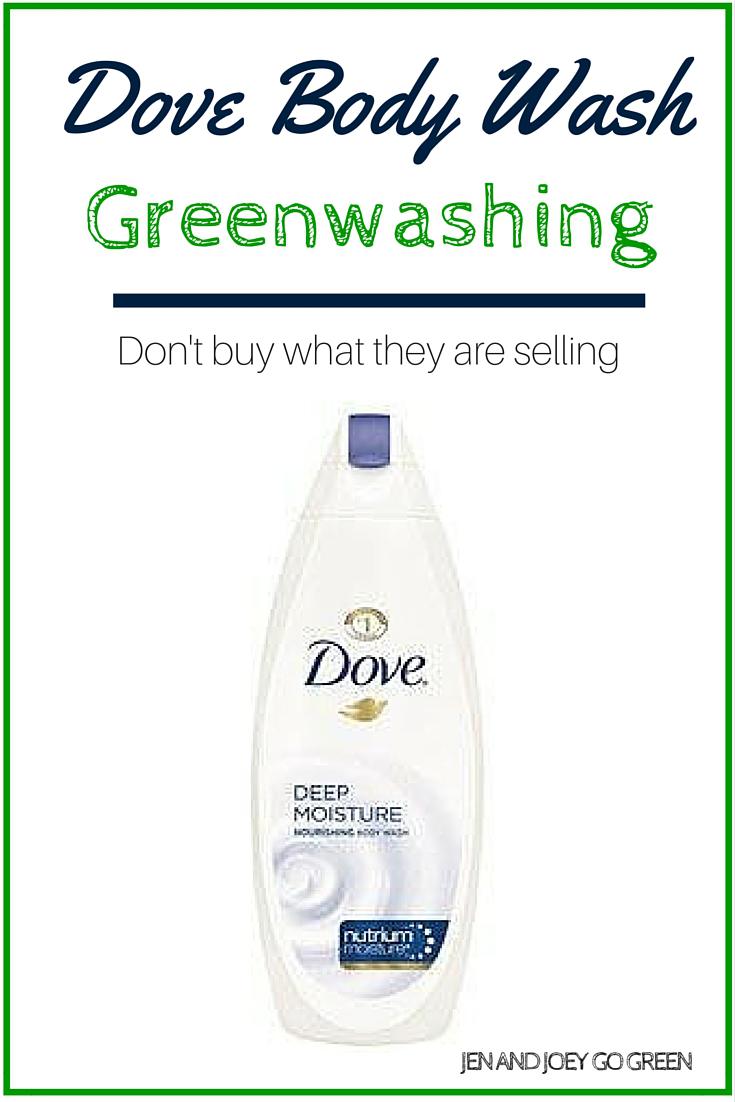 Dove Body Wash
Greenwashing
Don't buy what they are selling
#1
Dove
DEEP
MOISTURE
NOURISHING BODY WASH
nutrium
moisture
JEN AND JOEY GO GREEN